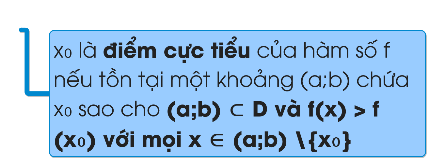 x₀ là điểm cực tiểu của hàm số f
nếu tồn tại một khoảng (a;b) chứa
x₀ sao cho (a;b) ⊂ D và f(x) > f
(x₀) với mọi x ∈ (a;b) \{x₀}